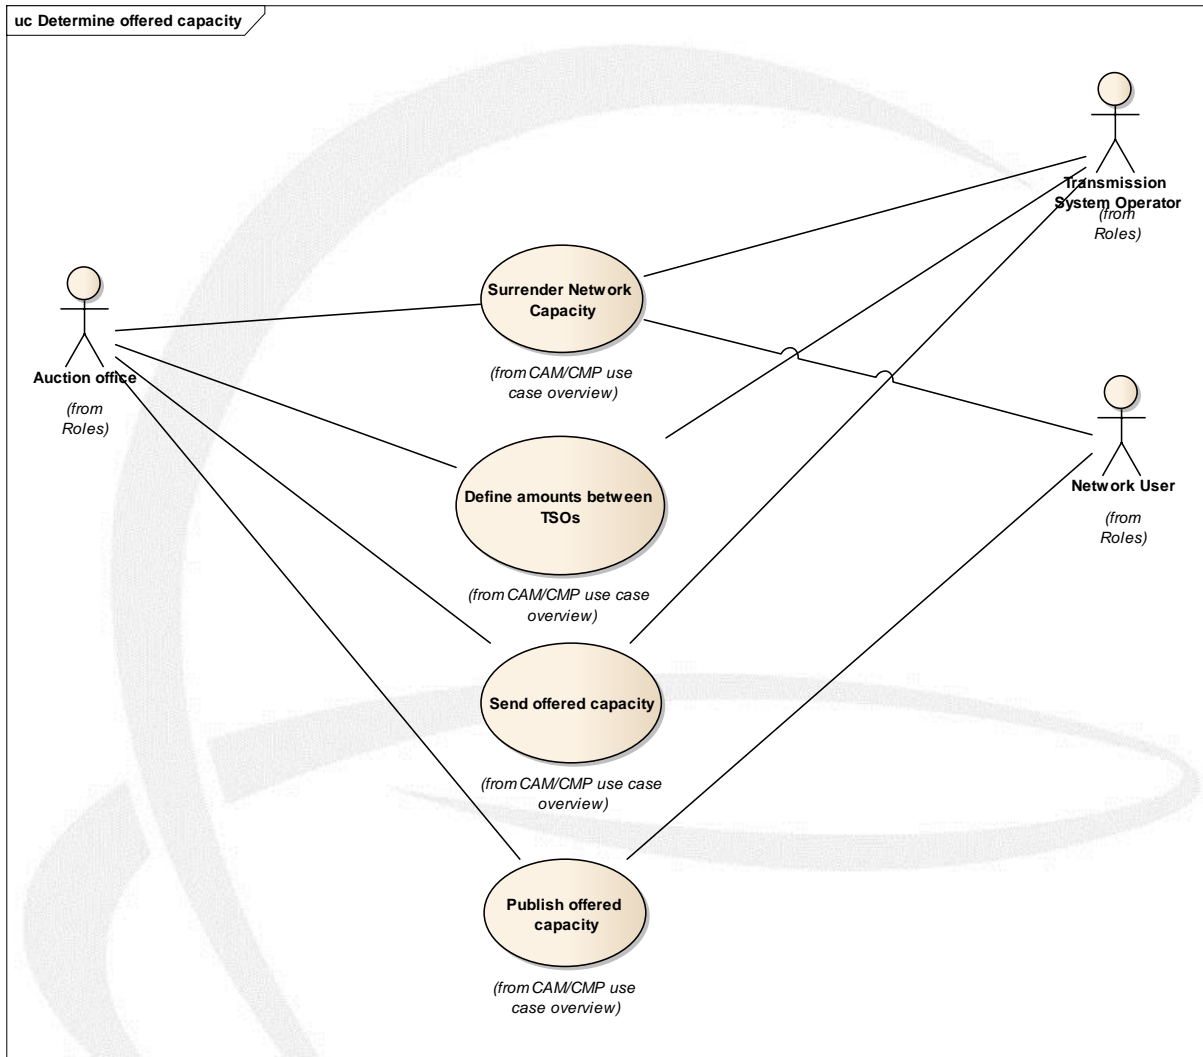 uc Determine offered capacity
Transmission
System Operator
(from
Roles)
Surrender Network
Capacity
(from CAM/CMP use
case overview)
Auction office
(from
Roles)
Network User
(from
Roles)
Define amounts between
TSOs
(from CAM/CMP use case
overview)
Send offered capacity
(from CAM/CMP use case
overview)
Publish offered
capacity
(from CAM/CMP use
case overview)